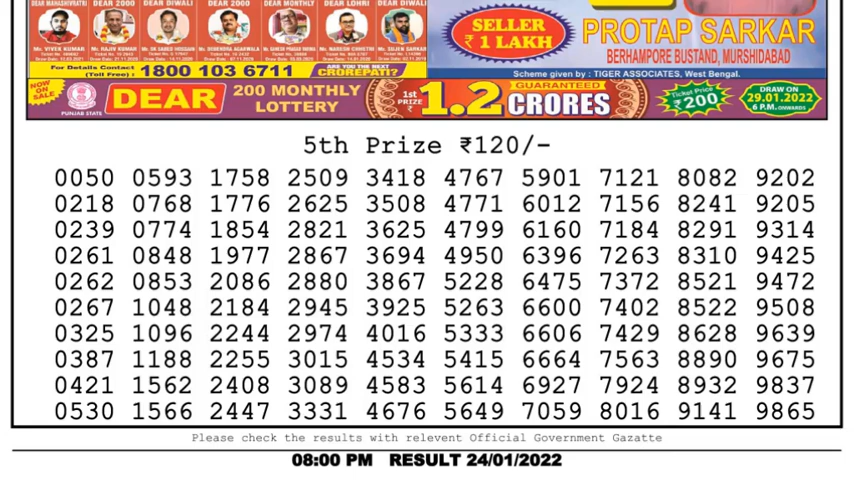 DEAR MAHASHIVRATRI DEAR 2000 DEAR DIWALI DEAR 2000 DEAR MONTHLY DEAR LOHRI DEAR DIWALI
Mr. VIVEK KUMAR Mr. RAJIV KUMAR
For Details Contact
(Toll Free) : 1800 103 6711
ARE YOU THE NEXT
CROREPATI?
SELLER
₹ 1 LAKH
PROTAP SARKAR
BERHAMPORE BUSTAND, MURSHIDABAD
Scheme given by : TIGER ASSOCIATES, West Bengal.
NOW ON SALE
PUNJAB STATE
DEAR 200 MONTHLY
LOTTERY
1st PRIZE ₹ 1.2 GUARANTEED
CRORES
Ticket Price
₹200
DRAW ON
29.01.2022
6 P.M. ONWARDS
5th Prize ₹120/-
0050 0593 1758 2509 3418 4767 5901 7121 8082 9202
0218 0768 1776 2625 3508 4771 6012 7156 8241 9205
0239 0774 1854 2821 3625 4799 6160 7184 8291 9314
0261 0848 1977 2867 3694 4950 6396 7263 8310 9425
0262 0853 2086 2880 3867 5228 6475 7372 8521 9472
0267 1048 2184 2945 3925 5263 6600 7402 8522 9508
0325 1096 2244 2974 4016 5333 6606 7429 8628 9639
0387 1188 2255 3015 4534 5415 6664 7563 8890 9675
0421 1562 2408 3089 4583 5614 6927 7924 8932 9837
0530 1566 2447 3331 4676 5649 7059 8016 9141 9865
Please check the results with relevent Official Government Gazatte
08:00 PM RESULT 24/01/2022